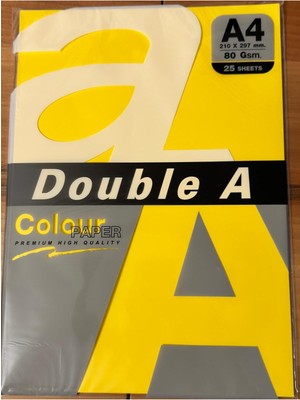 a
A4
210 X 297 mm.
80 Gsm.
25 SHEETS
Double A
Colour
PAPER
PREMIUM HIGH QUALITY
A